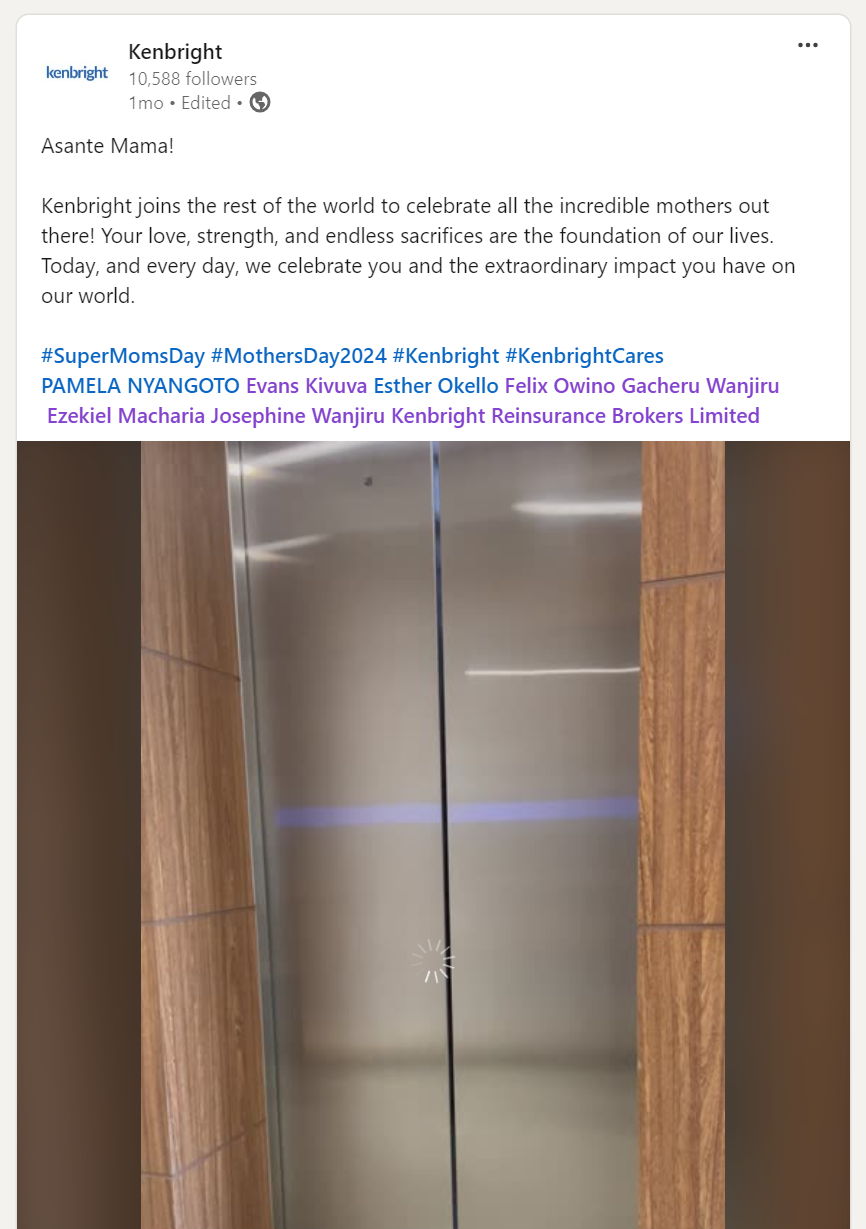 Kenbright
kenbright
10,588 followers
1mo • Edited •
Asante Mama!
Kenbright joins the rest of the world to celebrate all the incredible mothers out
there! Your love, strength, and endless sacrifices are the foundation of our lives.
Today, and every day, we celebrate you and the extraordinary impact you have on
our world.
#SuperMomsDay #MothersDay2024 #Kenbright #KenbrightCares
PAMELA NYANGOTO Evans Kivuva Esther Okello Felix Owino Gacheru Wanjiru
Ezekiel Macharia Josephine Wanjiru Kenbright Reinsurance Brokers Limited